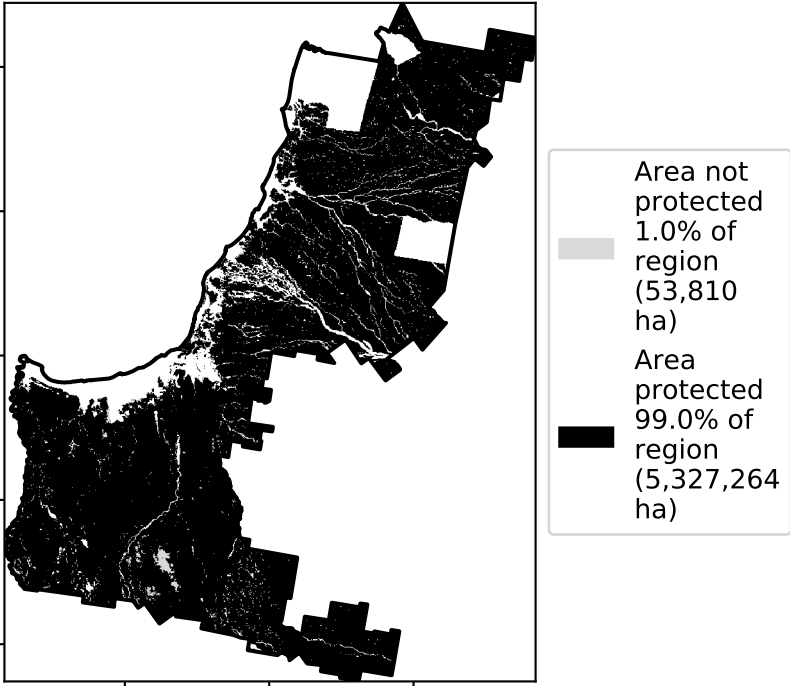 Area not
protected
1.0% of
region
(53,810
ha)
Area
protected
99.0% of
region
(5,327,264
ha)